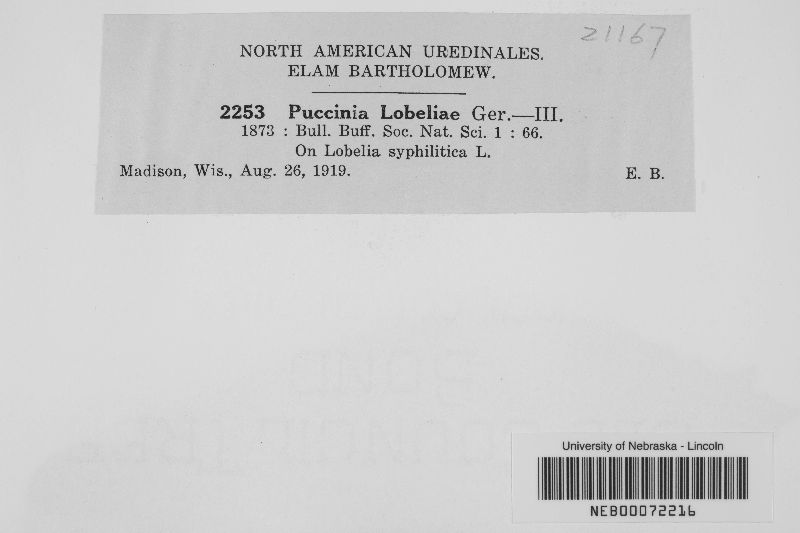 21167
NORTH AMERICAN UREDINALES.
ELAM BARTHOLOMEW.
2253 Puccinia Lobeliae Ger.—III.
1873 : Bull. Buff. Soc. Nat. Sci. 1 : 66.
On Lobelia syphilitica L.
Madison, Wis., Aug. 26, 1919. E. B.
University of Nebraska - Lincoln
NEB00072216